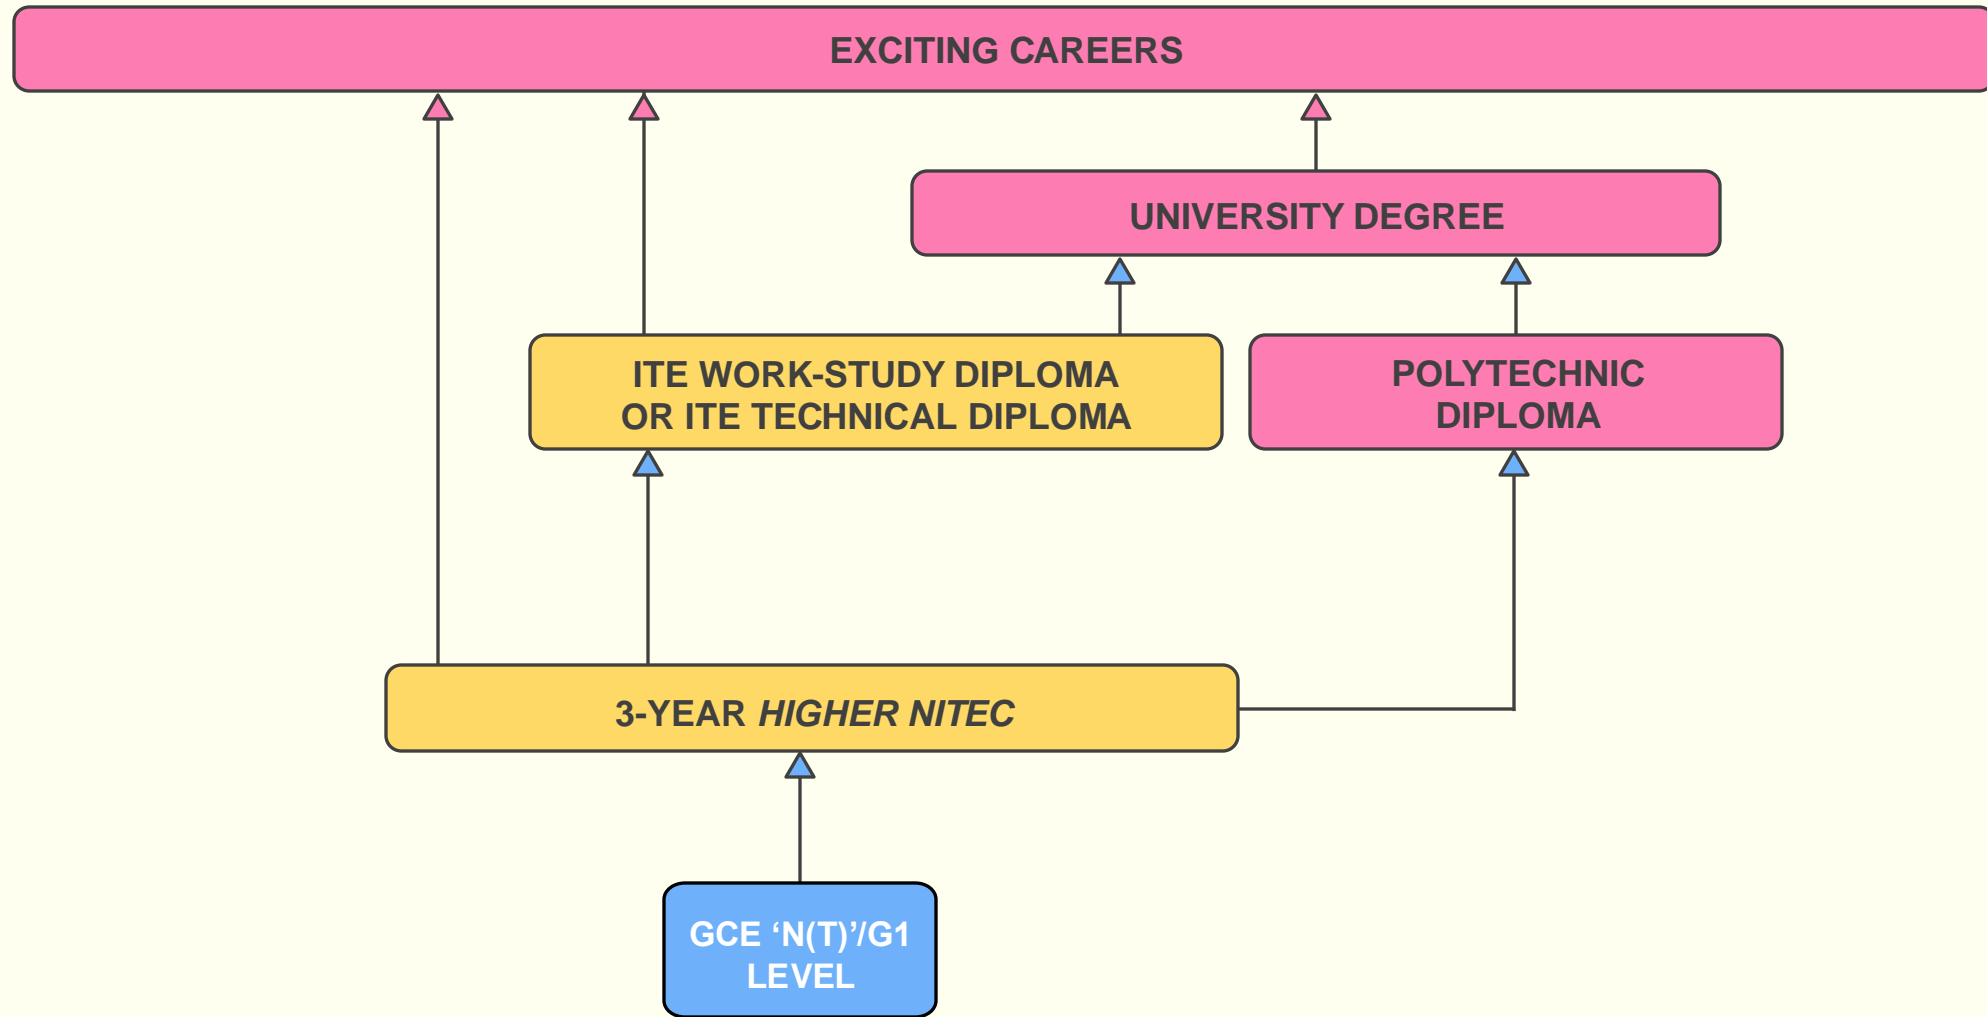 EXCITING CAREERS
UNIVERSITY DEGREE
ITE WORK-STUDY DIPLOMA
OR ITE TECHNICAL DIPLOMA
POLYTECHNIC
DIPLOMA
3-YEAR HIGHER NITEC
GCE ‘N(T)’/G1
LEVEL